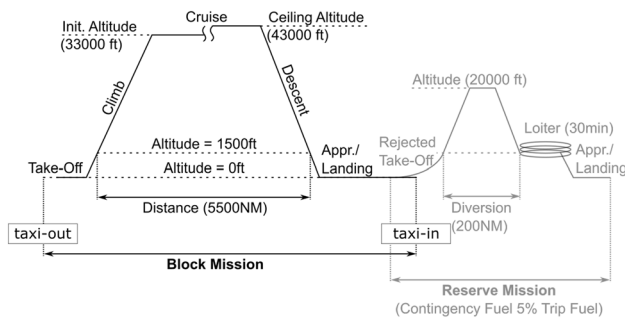 Cruise
Init. Altitude
(33000 ft)
Ceiling Altitude
(43000 ft)
Climb
Descent
Altitude = 1500ft
Take-Off
Altitude = 0ft
Appr./
Landing
Distance (5500NM)
taxi-out
taxi-in
Block Mission
Altitude (20000 ft)
Rejected
Take-Off
Loiter (30min)
Appr./
Landing
Diversion
(200NM)
Reserve Mission
(Contingency Fuel 5% Trip Fuel)